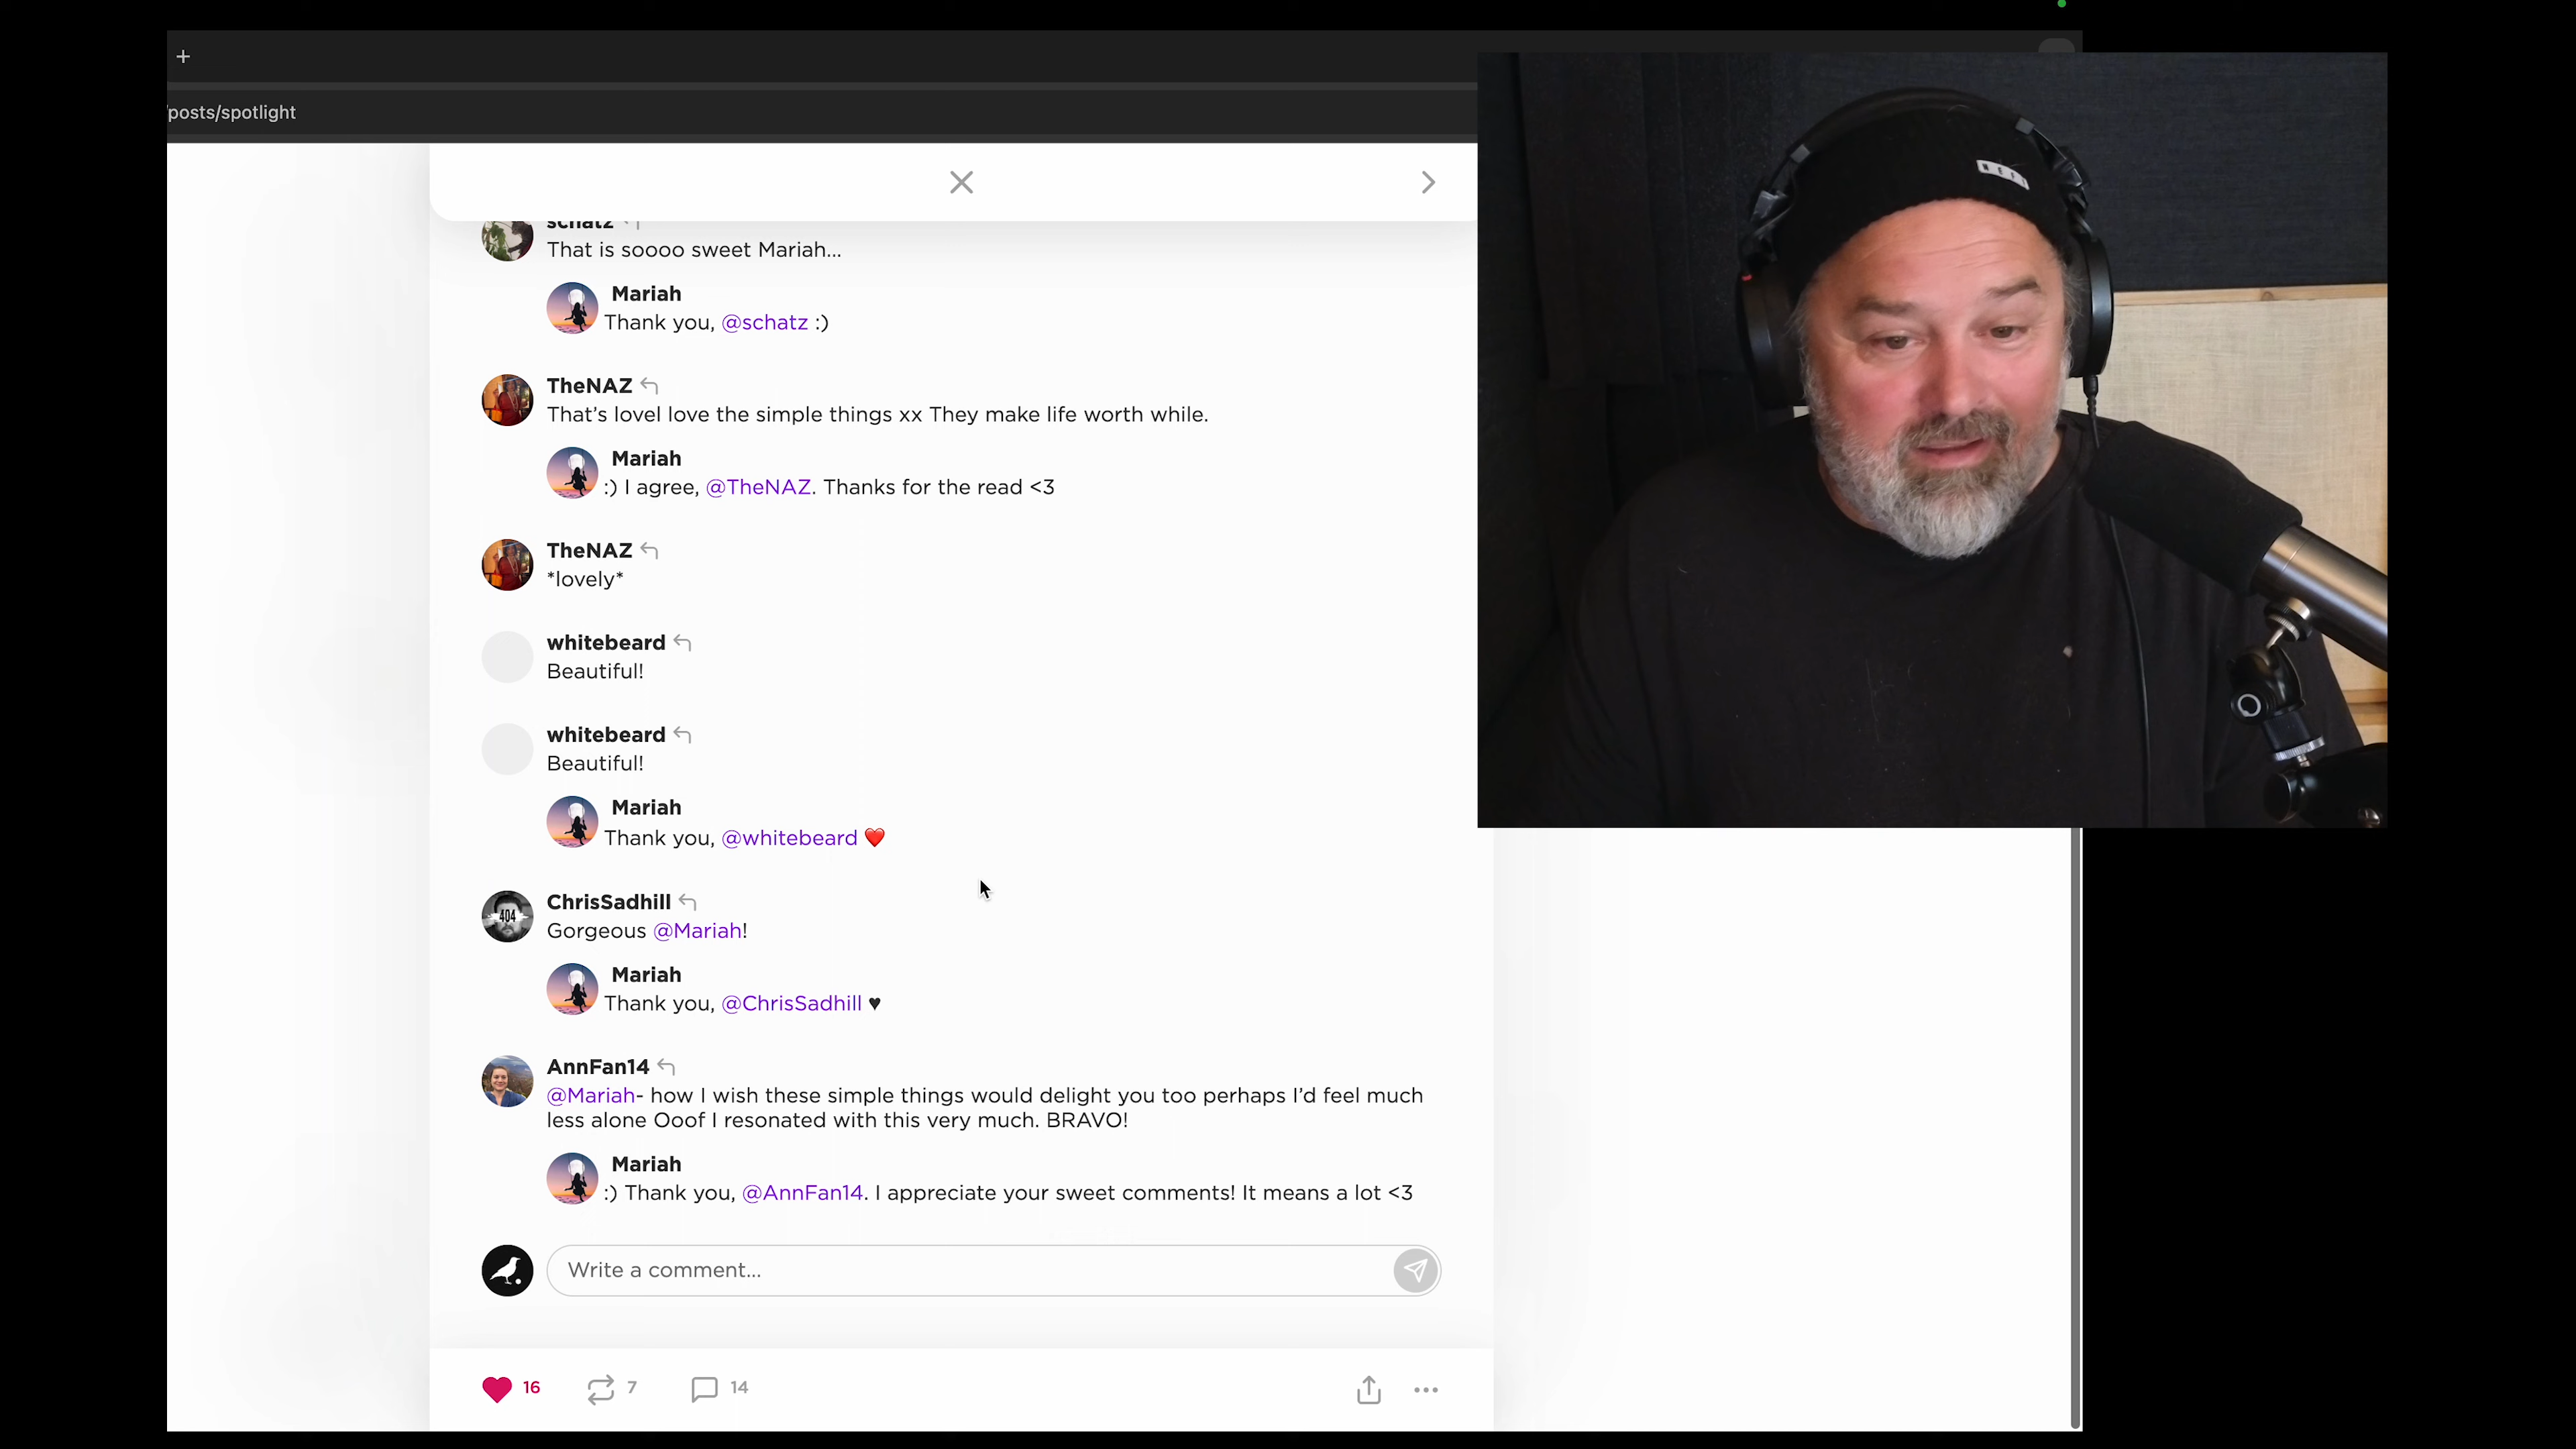 /posts/spotlight
schatz
That is soooo sweet Mariah...
Mariah
Thank you, @schatz :)
TheNAZ
That's lovel love the simple things xx They make life worth while.
Mariah
:) I agree, @TheNAZ. Thanks for the read <3
TheNAZ
*lovely*
whitebeard
Beautiful!
whitebeard
Beautiful!
Mariah
Thank you, @whitebeard ❤️
ChrisSadhill
404
Gorgeous @Mariah!
Mariah
Thank you, @ChrisSadhill ♥
AnnFan14
@Mariah- how I wish these simple things would delight you too perhaps I'd feel much
less alone Ooof I resonated with this very much. BRAVO!
Mariah
:) Thank you, @AnnFan14. I appreciate your sweet comments! It means a lot <3
Write a comment...
16
7
14